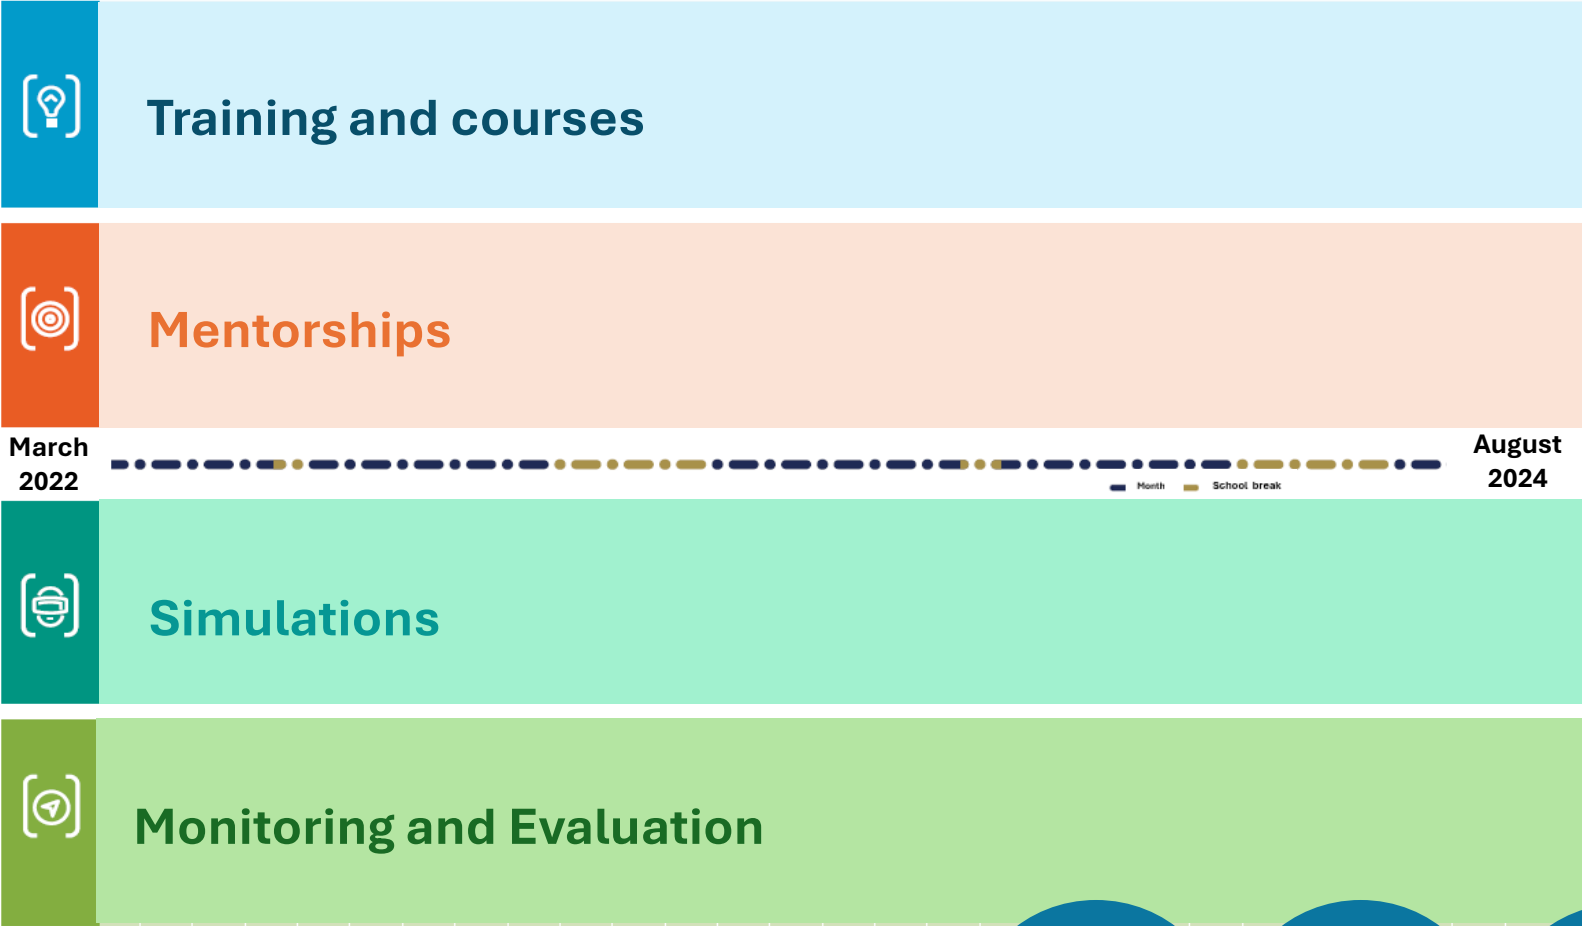 Training and courses
Mentorships
March
2022
August
2024
Month
School break
Simulations
Monitoring and Evaluation